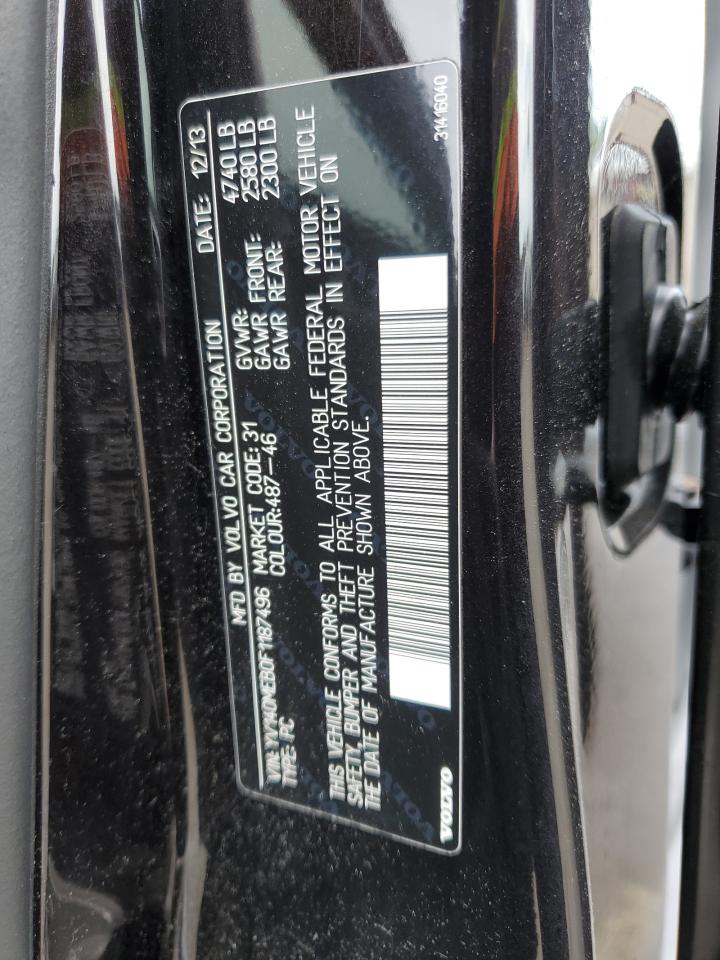 MFD BY VOLVO CAR CORPORATION DATE: 12/13
VIN: YV140MEB0F1187496 MARKET CODE: 31 GVWR: 4740 LB
TYPE: PC COLOUR:487-46 GAWR FRONT: 2580 LB
GAWR REAR: 2300 LB
THIS VEHICLE CONFORMS TO ALL APPLICABLE FEDERAL MOTOR VEHICLE
SAFETY, BUMPER AND THEFT PREVENTION STANDARDS IN EFFECT ON
THE DATE OF MANUFACTURE SHOWN ABOVE.
VOLVO 31416040